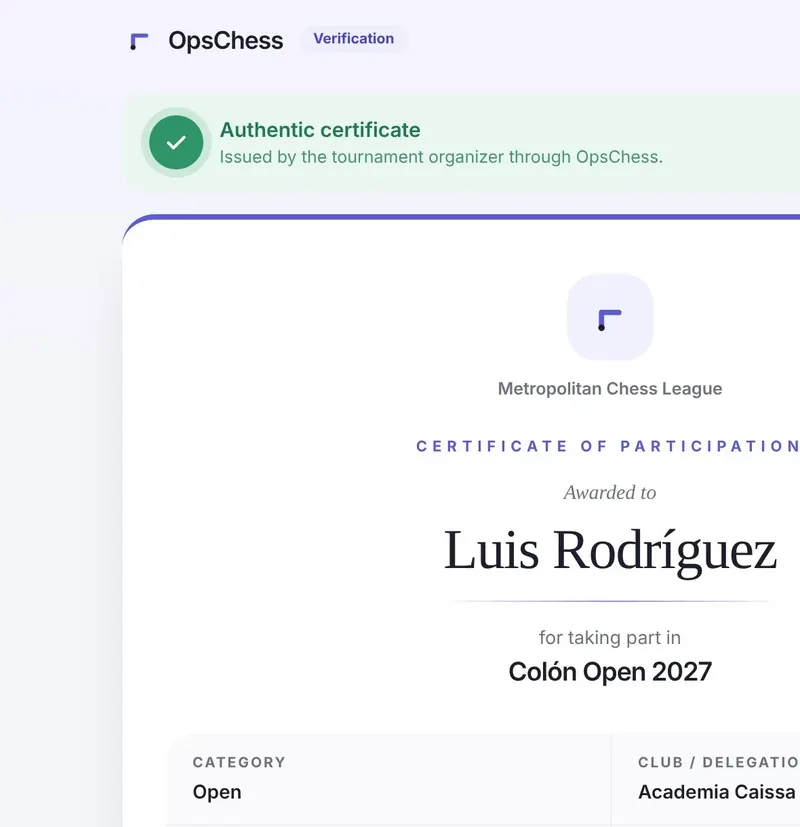 OpsChess
Verification
Authentic certificate
Issued by the tournament organizer through OpsChess.
Metropolitan Chess League
CERTIFICATE OF PARTICIPATION
Awarded to
Luis Rodríguez
for taking part in
Colón Open 2027
CATEGORY
Open
CLUB / DELEGATIO
Academia Caissa